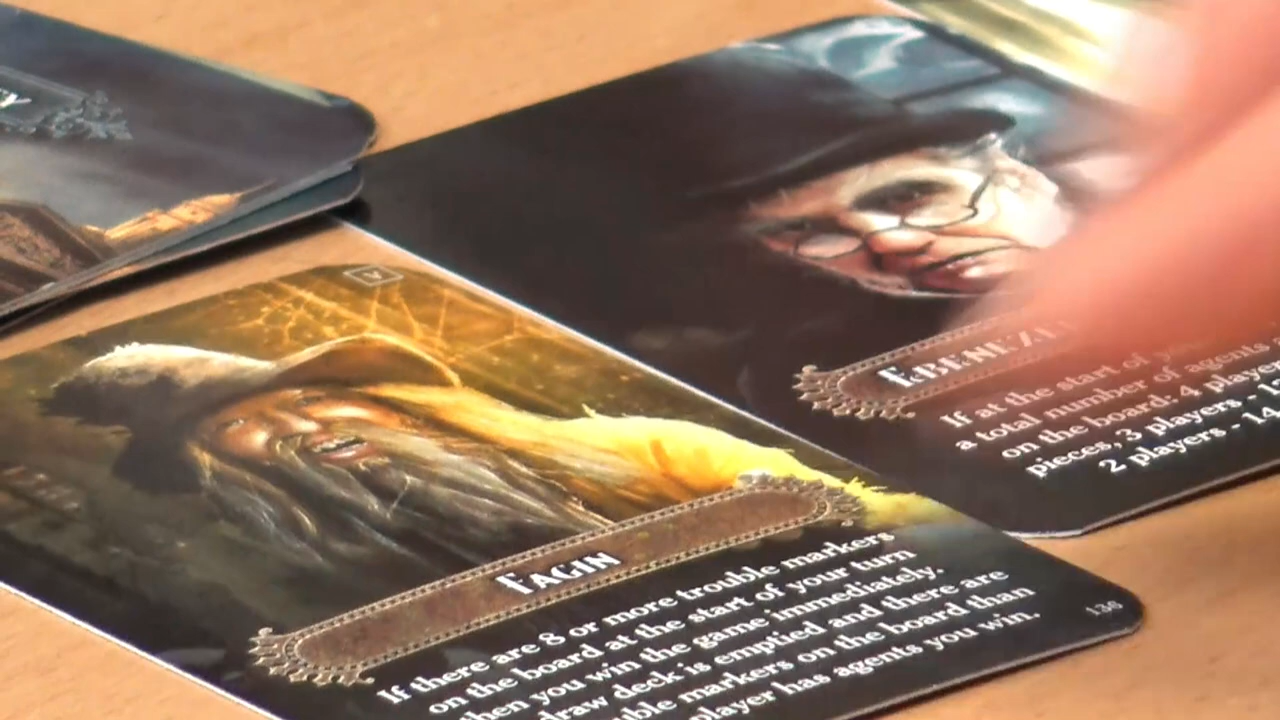 Y
A
EBENEZ
If at the start of
a total number of agents
on the board: 4 player
pieces, 3 players - 15
2 players - 14
FAGIN
If there are 8 or more trouble markers
on the board at the start of your turn
then you win the game immediately.
draw deck is emptied and there are
uble markers on the board than
player has agents you win.
136